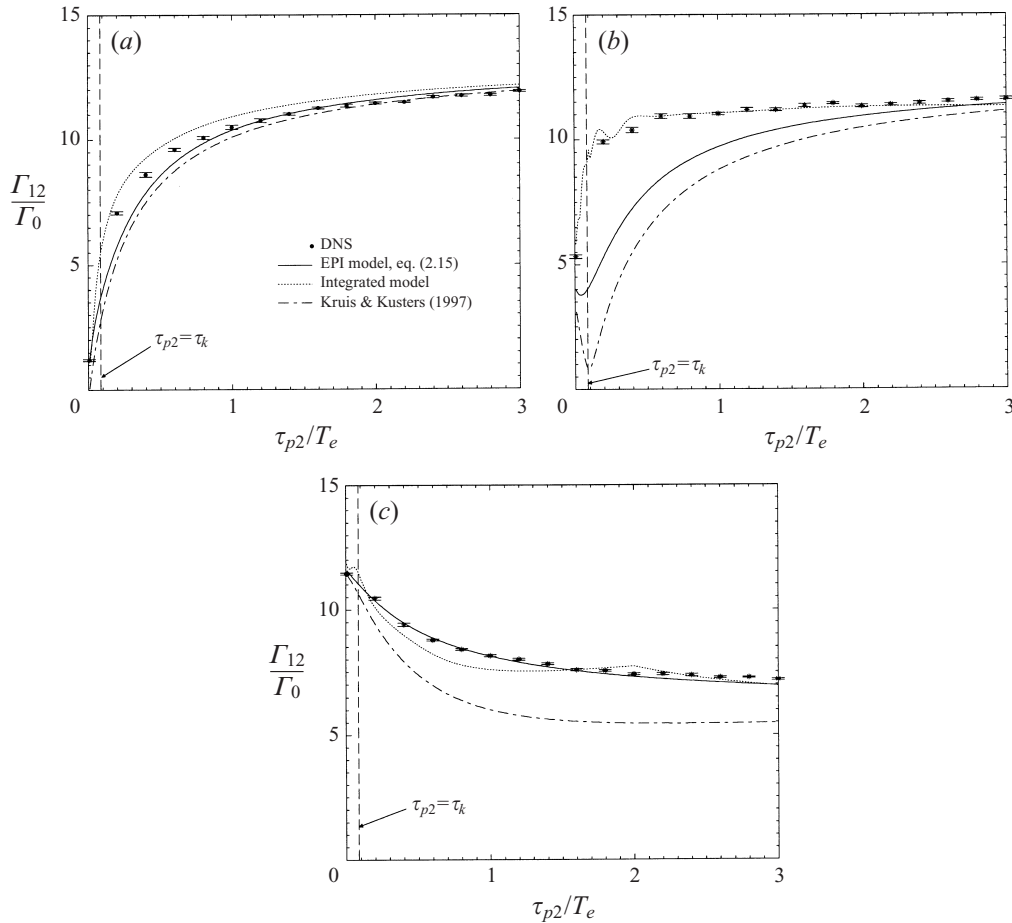 15
(a)
10
Γ12
Γ0
5
DNS
EPI model, eq. (2.15)
Integrated model
Kruis & Kusters (1997)
τp2=τk
0
1
2
3
τp2/Te
15
(b)
10
5
τp2=τk
0
1
2
3
τp2/Te
15
(c)
10
Γ12
Γ0
5
τp2=τk
0
1
2
3
τp2/Te